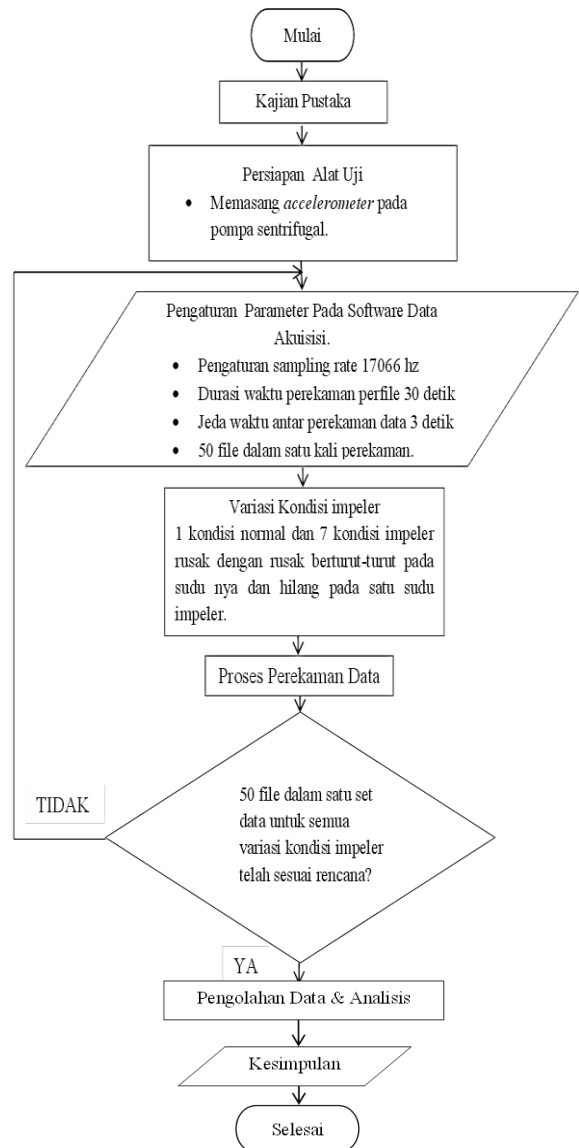 Mulai
Kajian Pustaka
Persiapan Alat Uji
• Memasang accelerometer pada
pompa sentrifugal.
Pengaturan Parameter Pada Software Data
Akuisisi.
• Pengaturan sampling rate 17066 hz
• Durasi waktu perekaman perfile 30 detik
• Jeda waktu antar perekaman data 3 detik
• 50 file dalam satu kali perekaman.
Variasi Kondisi impeler
1 kondisi normal dan 7 kondisi impeler
rusak dengan rusak berturut-turut pada
sudu nya dan hilang pada satu sudu
impeler.
Proses Perekaman Data
TIDAK
50 file dalam satu set
data untuk semua
variasi kondisi impeler
telah sesuai rencana?
YA
Pengolahan Data & Analisis
Kesimpulan
Selesai